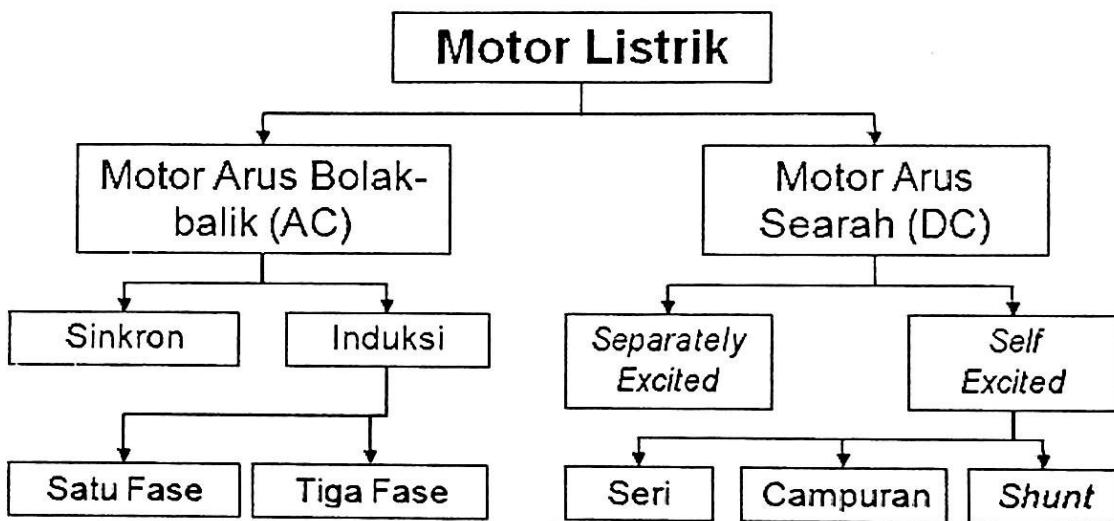 Motor Listrik
Motor Arus Bolak-
balik (AC)
Motor Arus
Searah (DC)
Sinkron
Induksi
Separately
Excited
Self
Excited
Satu Fase
Tiga Fase
Seri
Campuran
Shunt